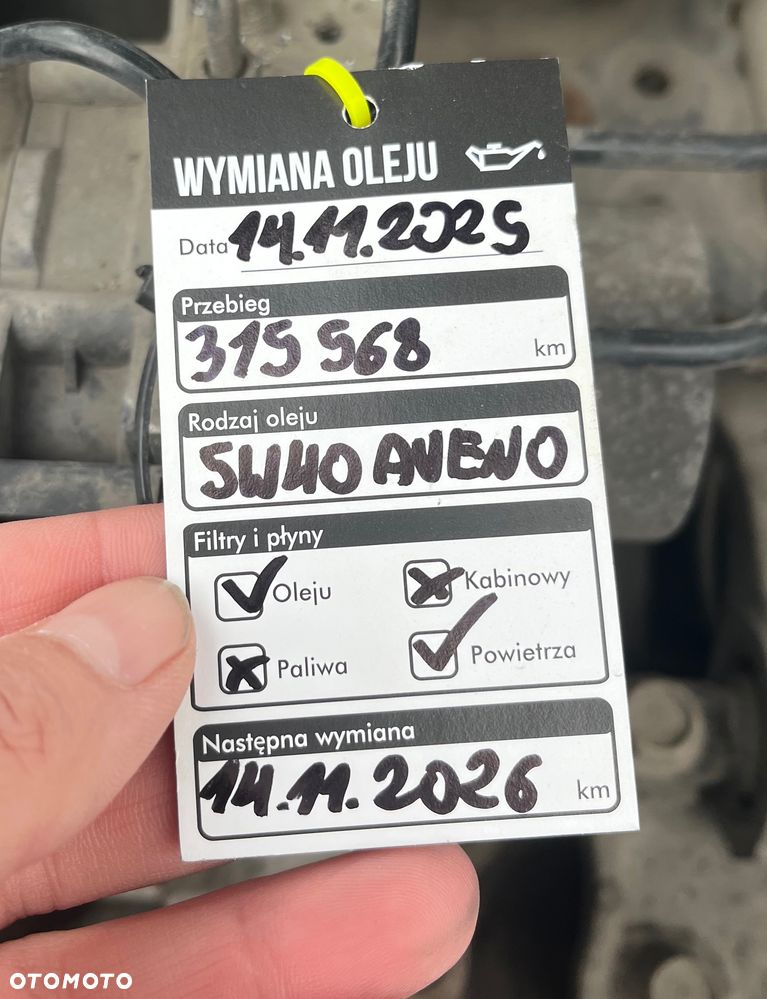 WYMIANA OLEJU
Data 14.11.2025
Przebieg
315 568 km
Rodzaj oleju
5W40 AVENO
Filtry i płyny
Oleju Kabinowy
Paliwa Powietrza
Następna wymiana
14.11.2026 km
OTOMOTO